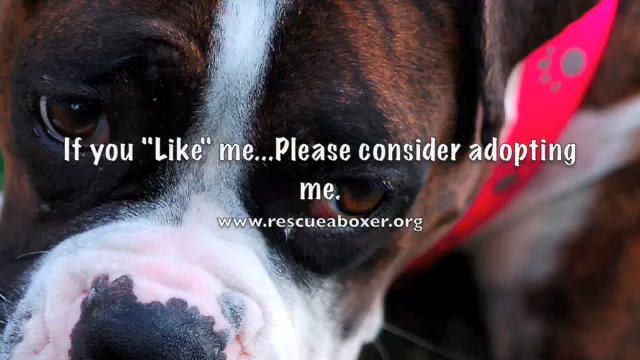 If you "Like" me...Please consider adopting
me.
www.rescueaboxer.org